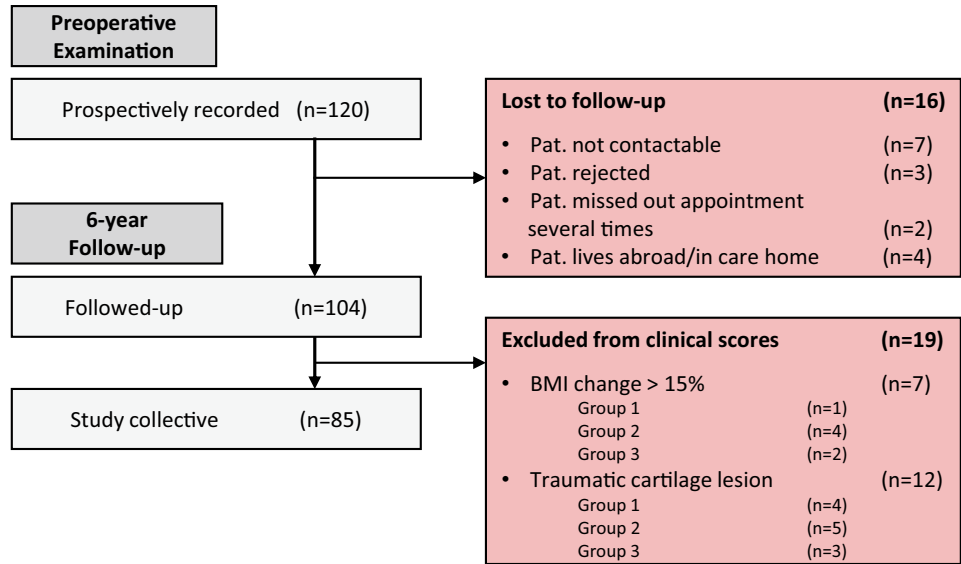 Preoperative
Examination
Prospectively recorded (n=120)
Lost to follow-up (n=16)
• Pat. not contactable (n=7)
• Pat. rejected (n=3)
• Pat. missed out appointment
several times (n=2)
• Pat. lives abroad/in care home (n=4)
6-year
Follow-up
Followed-up (n=104)
Excluded from clinical scores (n=19)
• BMI change > 15% (n=7)
Group 1 (n=1)
Group 2 (n=4)
Group 3 (n=2)
• Traumatic cartilage lesion (n=12)
Group 1 (n=4)
Group 2 (n=5)
Group 3 (n=3)
Study collective (n=85)